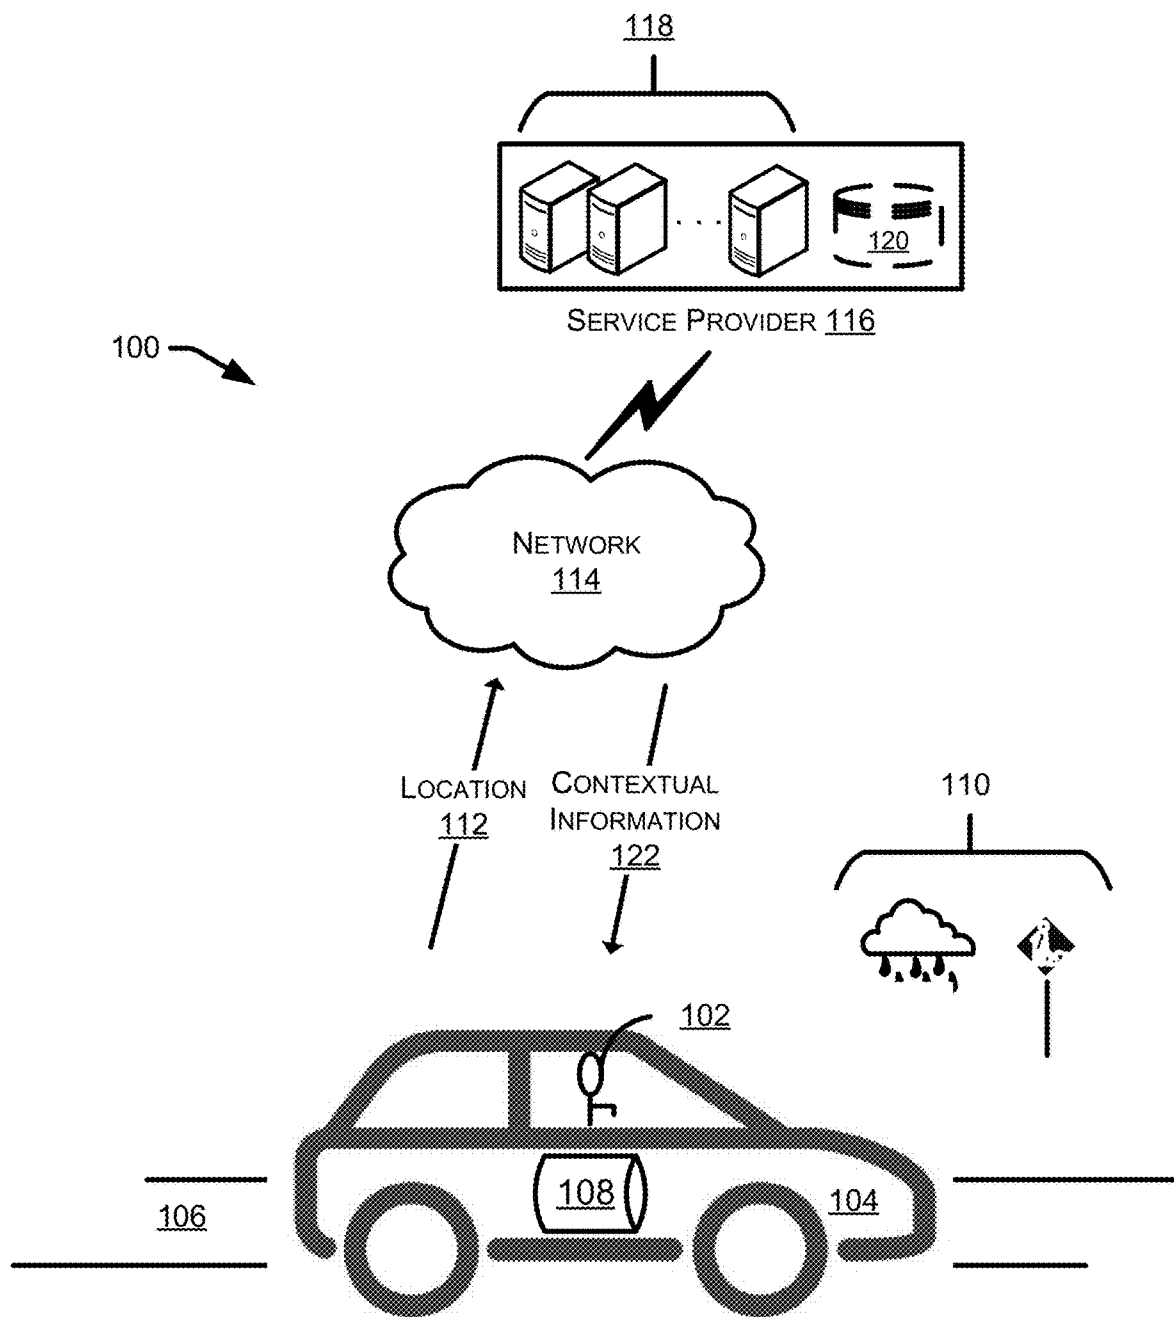 118
120
SERVICE PROVIDER 116
100
NETWORK
114
LOCATION
112
CONTEXTUAL
INFORMATION
122
110
102
108
104
106